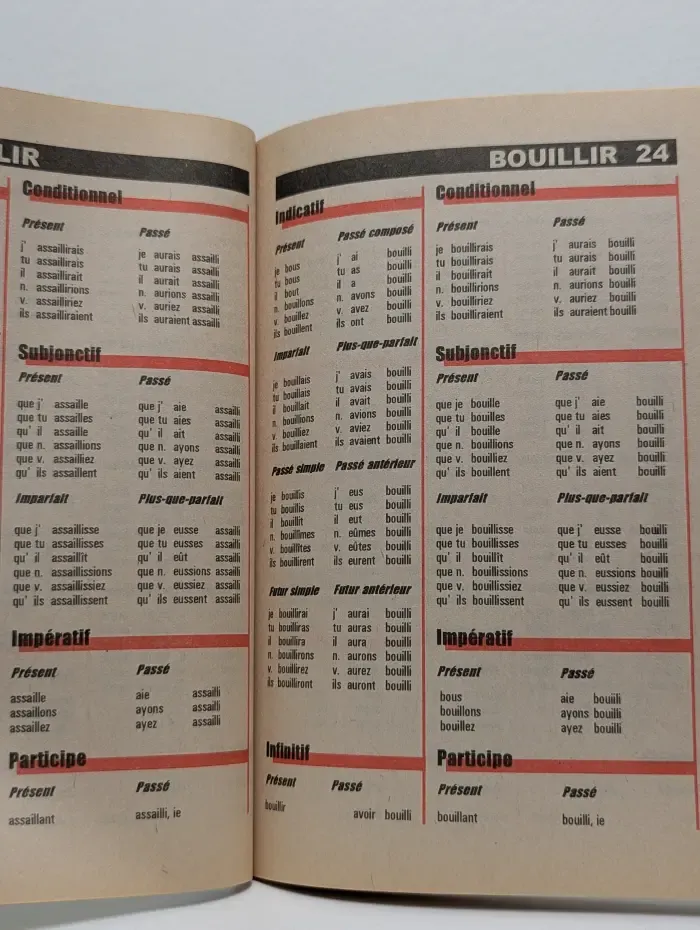 LIR
Conditionnel
Présent Passé
j' assaillirais je aurais assailli
tu assaillirais tu aurais assailli
il assaillirait il aurait assailli
n. assaillirions n. aurions assailli
v. assailliriez v. auriez assailli
ils assailliraient ils auraient assailli
Subjonctif
Présent Passé
que j' assaille que j' aie assailli
que tu assailles que tu aies assailli
qu' il assaille qu' il ait assailli
que n. assaillions que n. ayons assailli
que v. assailliez que v. ayez assailli
qu' ils assaillent qu' ils aient assailli
Imparfait Plus-que-parfait
que j' assaillisse que je eusse assailli
que tu assaillisses que tu eusses assailli
qu' il assaillît qu' il eût assailli
que n. assaillissions que n. eussions assailli
que v. assaillissiez que v. eussiez assailli
qu' ils assaillissent qu' ils eussent assailli
Impératif
Présent Passé
assaille aie assailli
assaillons ayons assailli
assaillez ayez assailli
Participe
Présent Passé
assaillant assailli, ie
BOUILLIR 24
Indicatif
Présent Passé composé
je bous j' ai bouilli
tu bous tu as bouilli
il bout il a bouilli
n. bouillons n. avons bouilli
v. bouillez v. avez bouilli
ils bouillent ils ont bouilli
Imparfait Plus-que-parfait
je bouillais j' avais bouilli
tu bouillais tu avais bouilli
il bouillait il avait bouilli
n. bouillions n. avions bouilli
v. bouilliez v. aviez bouilli
ils bouillaient ils avaient bouilli
Passé simple Passé antérieur
je bouillis j' eus bouilli
tu bouillis tu eus bouilli
il bouillit il eut bouilli
n. bouillîmes n. eûmes bouilli
v. bouillîtes v. eûtes bouilli
ils bouillirent ils eurent bouilli
Futur simple Futur antérieur
je bouillirai j' aurai bouilli
tu bouilliras tu auras bouilli
il bouillira il aura bouilli
n. bouillirons n. aurons bouilli
v. bouillirez v. aurez bouilli
ils bouilliront ils auront bouilli
Infinitif
Présent Passé
bouillir avoir bouilli
Conditionnel
Présent Passé
je bouillirais j' aurais bouilli
tu bouillirais tu aurais bouilli
il bouillirait il aurait bouilli
n. bouillirions n. aurions bouilli
v. bouilliriez v. auriez bouilli
ils bouilliraient ils auraient bouilli
Subjonctif
Présent Passé
que je bouille que j' aie bouilli
que tu bouilles que tu aies bouilli
qu' il bouille qu' il ait bouilli
que n. bouillions que n. ayons bouilli
que v. bouilliez que v. ayez bouilli
qu' ils bouillent qu' ils aient bouilli
Imparfait Plus-que-parfait
que je bouillisse que j' eusse bouilli
que tu bouillisses que tu eusses bouilli
qu' il bouillît qu' il eût bouilli
que n. bouillissions que n. eussions bouilli
que v. bouillissiez que v. eussiez bouilli
qu' ils bouillissent qu' ils eussent bouilli
Impératif
Présent Passé
bous aie bouilli
bouillons ayons bouilli
bouillez ayez bouilli
Participe
Présent Passé
bouillant bouilli, ie